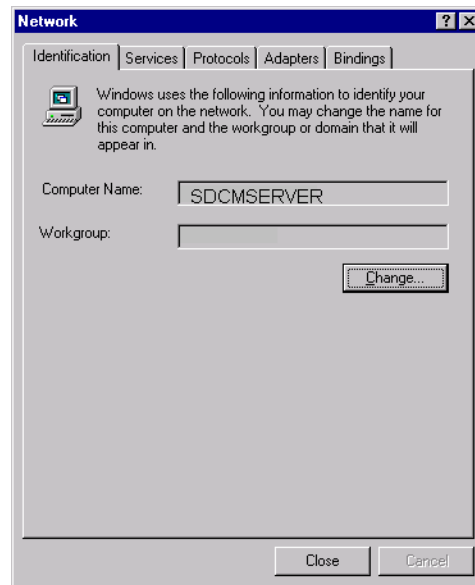 Network
Identification Services Protocols Adapters Bindings
Windows uses the following information to identify your
computer on the network. You may change the name for
this computer and the workgroup or domain that it will
appear in.
Computer Name: SDCMSERVER
Workgroup:
Change...
Close Cancel